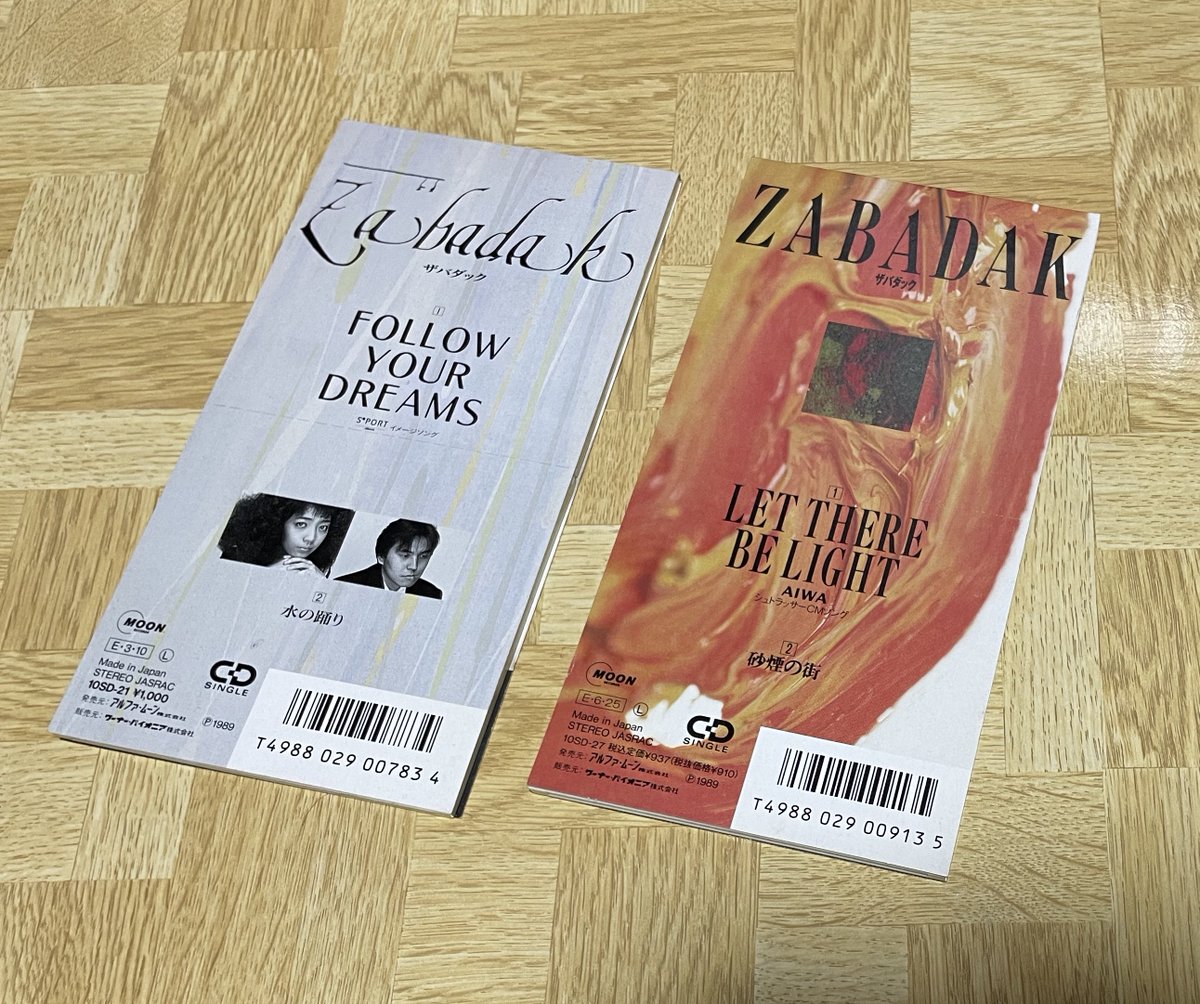 Zabadak
ザバダック
1
FOLLOW
YOUR
DREAMS
S*PORT イメージソング
2
水の踊り
MOON
RECORDS
E・3・10 L
Made in Japan
STEREO JASRAC
10SD-21 ¥1,000
発売元：アルファ・ムーン株式会社
販売元：ワーナー・パイオニア株式会社
CD
SINGLE
Ⓟ1989
T4988 029 00783 4
ZABADAK
ザバダック
1
LET THERE
BE LIGHT
AIWA
シュトラッサーCMソング
2
砂煙の街
MOON
RECORDS
E・6・25 L
Made in Japan
STEREO JASRAC
10SD-27 税込定価¥937(税抜価格¥910)
発売元：アルファ・ムーン株式会社
販売元：ワーナー・パイオニア株式会社
CD
SINGLE
Ⓟ1989
T4988 029 00913 5